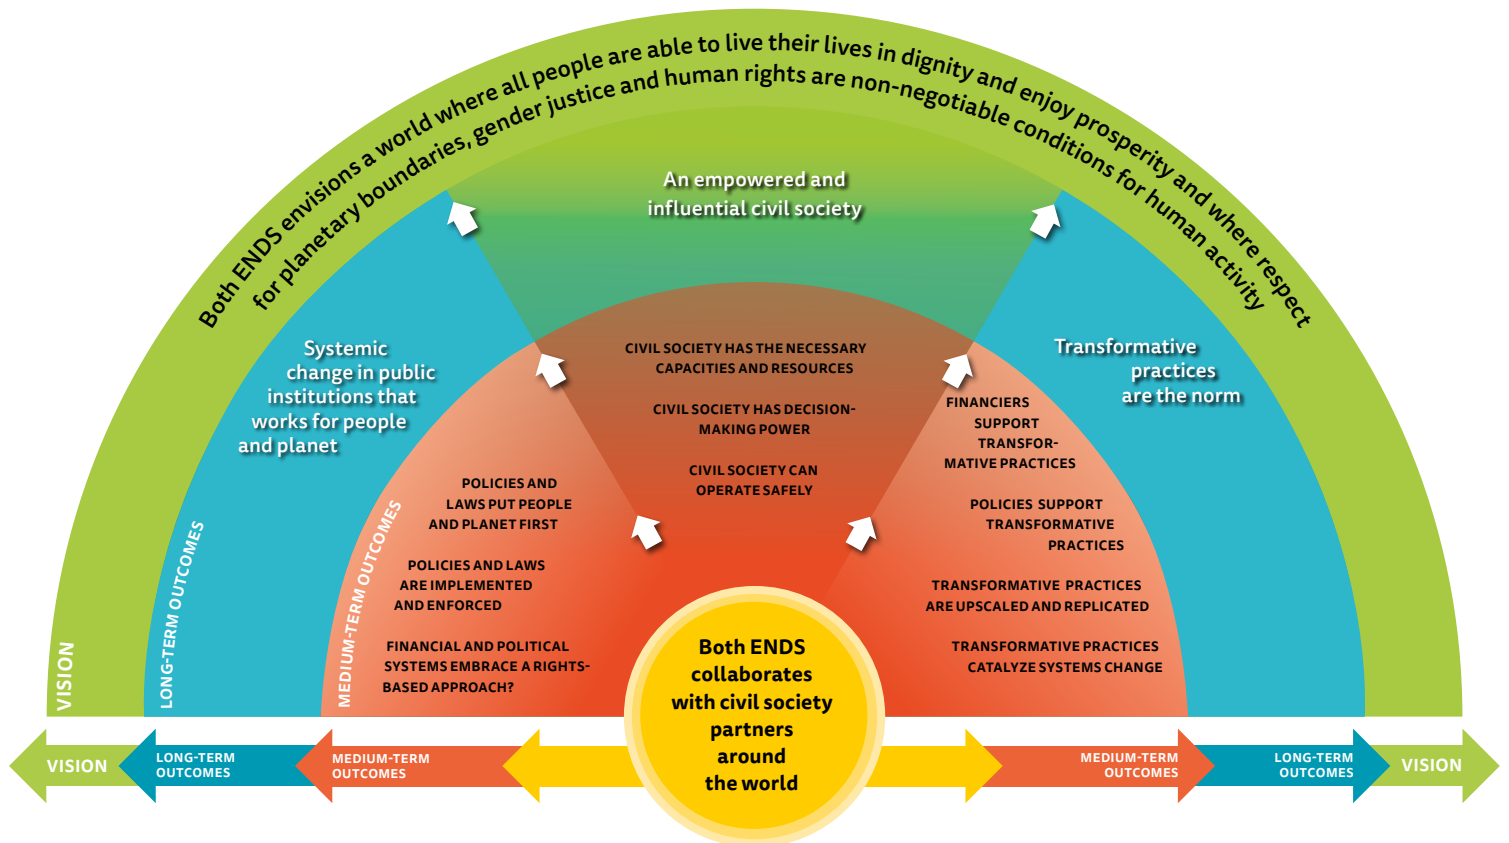 Both ENDS envisions a world where all people are able to live their lives in dignity and enjoy prosperity and where respect
for planetary boundaries, gender justice and human rights are non-negotiable conditions for human activity
An empowered and
influential civil society
Systemic
change in public
institutions that
works for people
and planet
Transformative
practices
are the norm
CIVIL SOCIETY HAS THE NECESSARY
CAPACITIES AND RESOURCES
CIVIL SOCIETY HAS DECISION-
MAKING POWER
CIVIL SOCIETY CAN
OPERATE SAFELY
POLICIES AND
LAWS PUT PEOPLE
AND PLANET FIRST
POLICIES AND LAWS
ARE IMPLEMENTED
AND ENFORCED
FINANCIAL AND POLITICAL
SYSTEMS EMBRACE A RIGHTS-
BASED APPROACH?
FINANCIERS
SUPPORT
TRANSFOR-
MATIVE PRACTICES
POLICIES SUPPORT
TRANSFORMATIVE
PRACTICES
TRANSFORMATIVE PRACTICES
ARE UPSCALED AND REPLICATED
TRANSFORMATIVE PRACTICES
CATALYZE SYSTEMS CHANGE
VISION
LONG-TERM OUTCOMES
MEDIUM-TERM OUTCOMES
Both ENDS
collaborates
with civil society
partners
around
the world
VISION
LONG-TERM
OUTCOMES
MEDIUM-TERM
OUTCOMES
MEDIUM-TERM
OUTCOMES
LONG-TERM
OUTCOMES
VISION